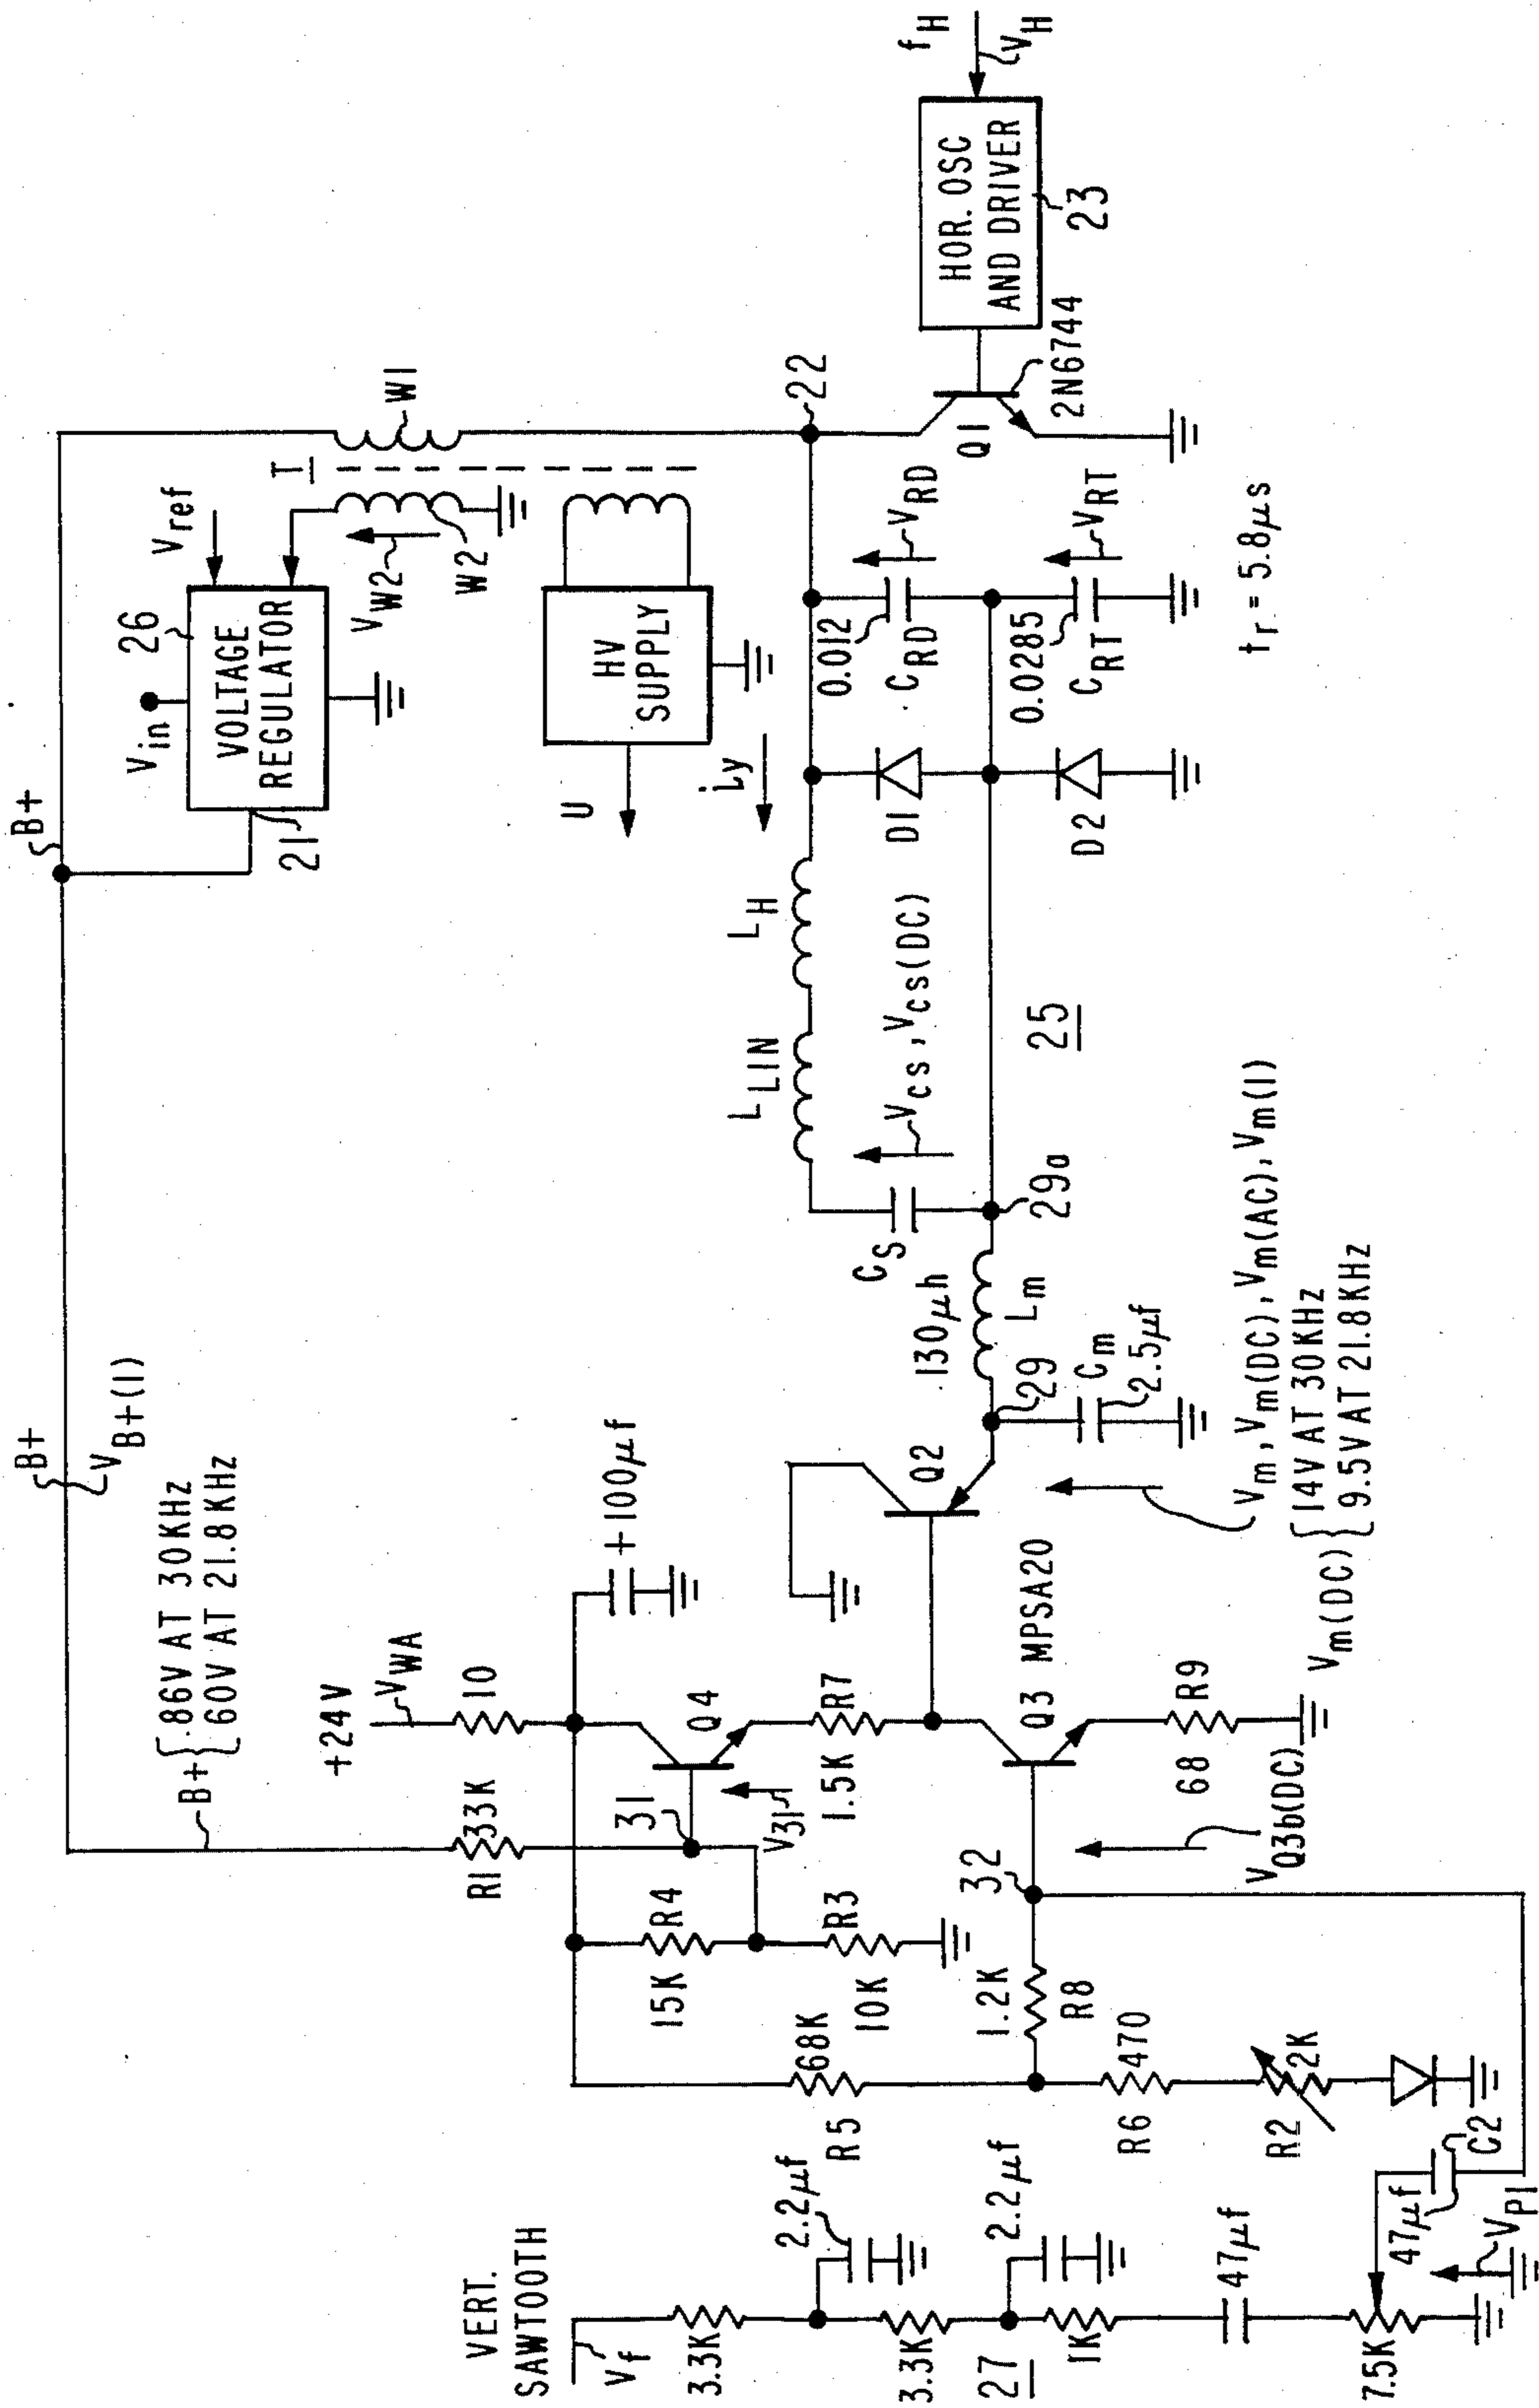 B+
B+
V_B+(1)
B+ { .86V AT 30KHz
60V AT 21.8KHz
+24V
V_WA
10
+100μf
R1
33K
31
V_31
Q4
R7
1.5K
R4
15K
R3
10K
R5
68K
1.2K
R8
R6
470
R2
2K
32
Q3
MPSA20
R9
68
V_Q3b(DC)
Q2
29
C_m
2.5μf
130μh
L_m
29a
V_m, V_m(DC), V_m(AC), V_m(1)
V_m(DC) { 14V AT 30KHz
9.5V AT 21.8KHz
VERT.
SAWTOOTH
V_f
3.3K
2.2μf
3.3K
2.2μf
27
1K
47μf
7.5K
47μf
C2
V_P1
C_S
V_cs, V_cs(DC)
L_LIN
L_H
i_y
25
D1
D2
0.012
C_RD
V_RD
0.0285
C_RT
V_RT
t_r = 5.8μs
V_in
26
V_ref
VOLTAGE
REGULATOR
21
V_W2
W2
T
W1
HV
SUPPLY
U
22
Q1
2N6744
HOR. OSC
AND DRIVER
23
f_H
V_H